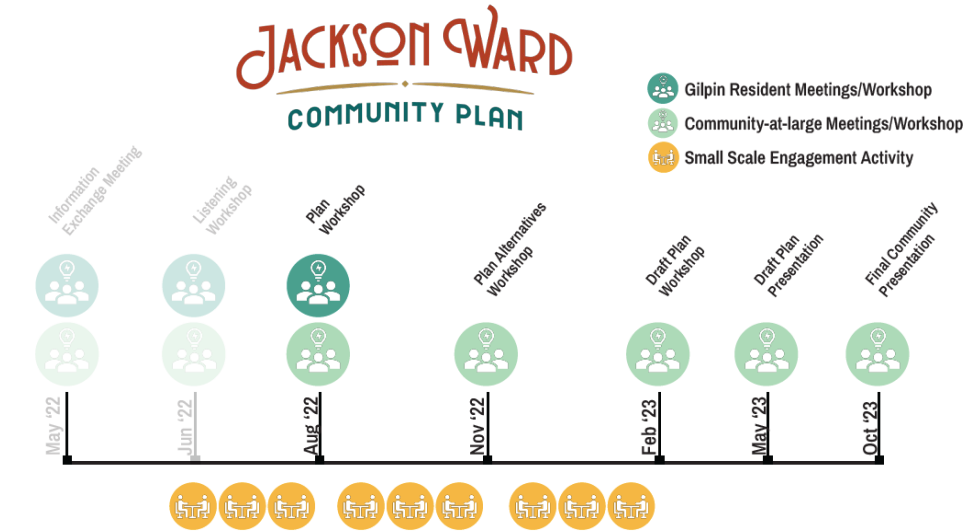 JACKSON WARD
COMMUNITY PLAN
Gilpin Resident Meetings/Workshop
Community-at-large Meetings/Workshop
Small Scale Engagement Activity
Information
Exchange Meeting
Listening
Workshop
Plan
Workshop
Plan Alternatives
Workshop
Draft Plan
Workshop
Draft Plan
Presentation
Final Community
Presentation
May ‘22
Jun ‘22
Aug ‘22
Nov ‘22
Feb ‘23
May ‘23
Oct ‘23